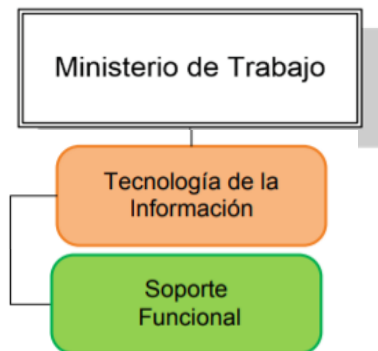 Ministerio de Trabajo
Tecnología de la
Información
Soporte
Funcional